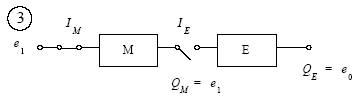 3
I_M
I_E
e_1
M
E
Q_M = e_1
Q_E = e_0